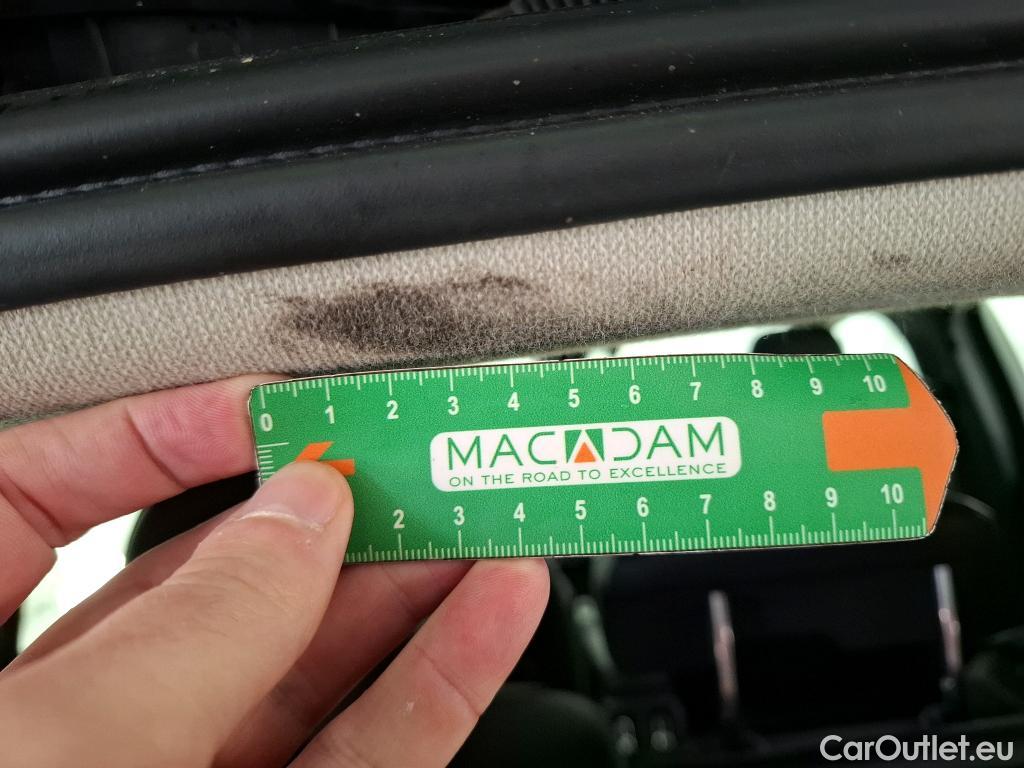 0 1 2 3 4 5 6 7 8 9 10
MACADAM
ON THE ROAD TO EXCELLENCE
2 3 4 5 6 7 8 9 10
CarOutlet.eu